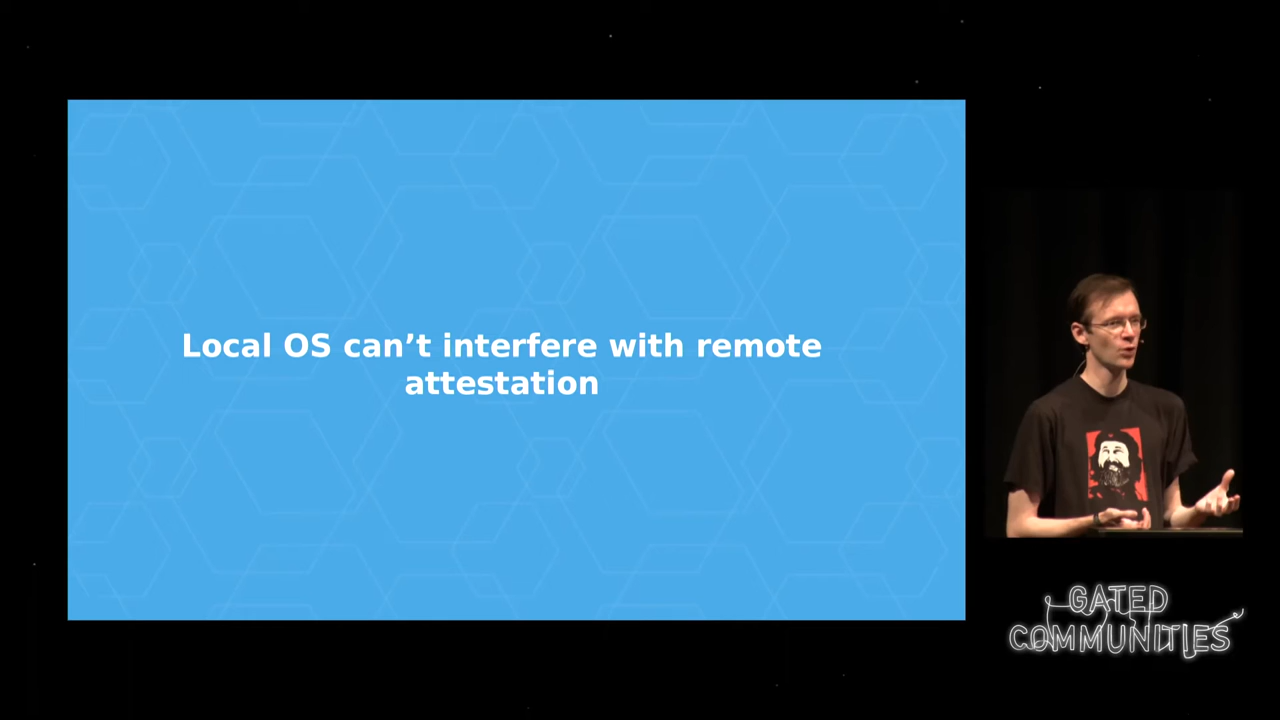 Local OS can’t interfere with remote
attestation
GATED
COMMUNITIES